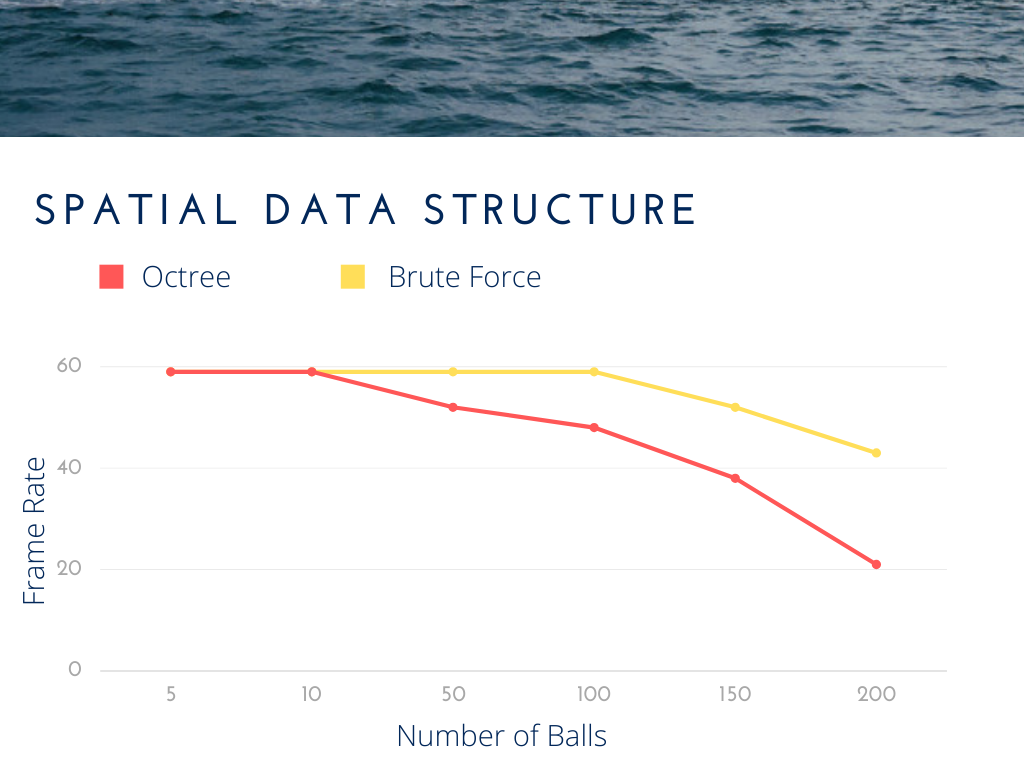 SPATIAL DATA STRUCTURE
Octree Brute Force
60
40
20
0
Frame Rate
5 10 50 100 150 200
Number of Balls